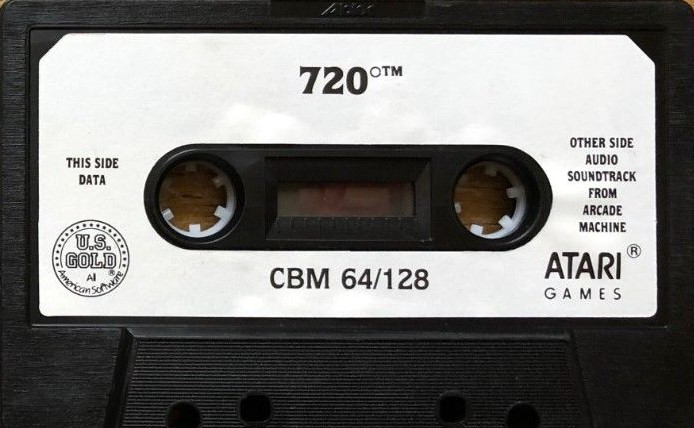 720°™
THIS SIDE
DATA
OTHER SIDE
AUDIO
SOUNDTRACK
FROM
ARCADE
MACHINE
U.S.
GOLD®
All
American Software
CBM 64/128
ATARI®
GAMES